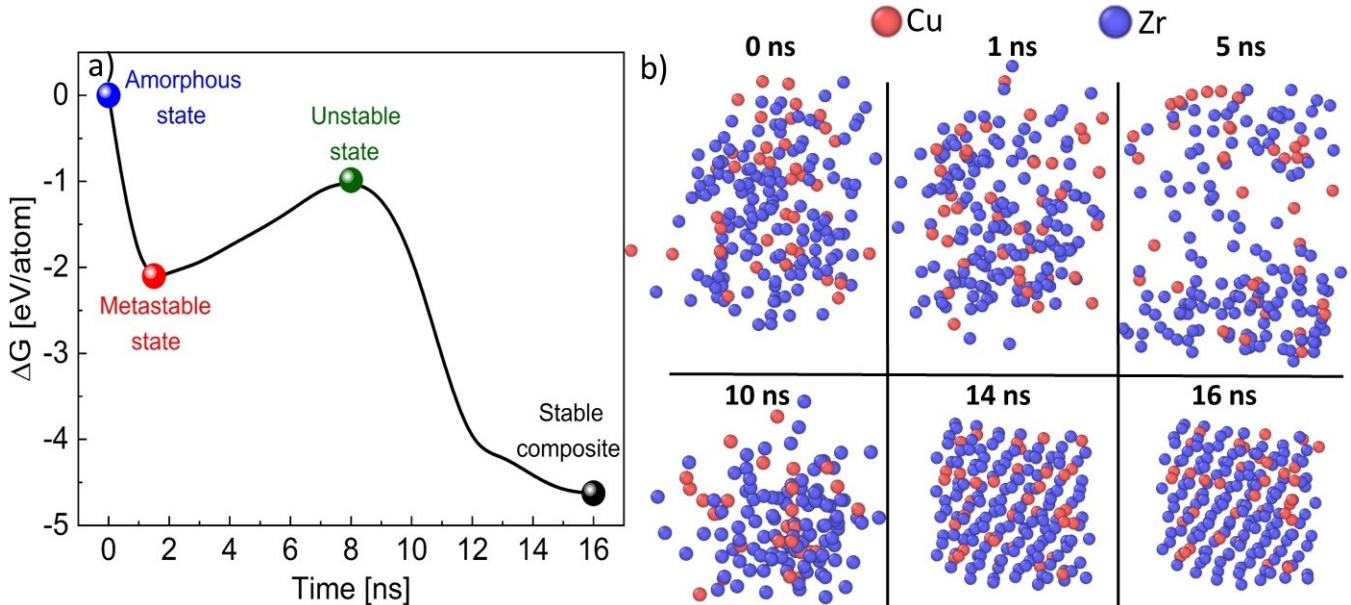 a)
Amorphous
state
Unstable
state
Metastable
state
Stable
composite
ΔG [eV/atom]
0
-1
-2
-3
-4
-5
0 2 4 6 8 10 12 14 16
Time [ns]
b)
Cu Zr
0 ns 1 ns 5 ns
10 ns 14 ns 16 ns